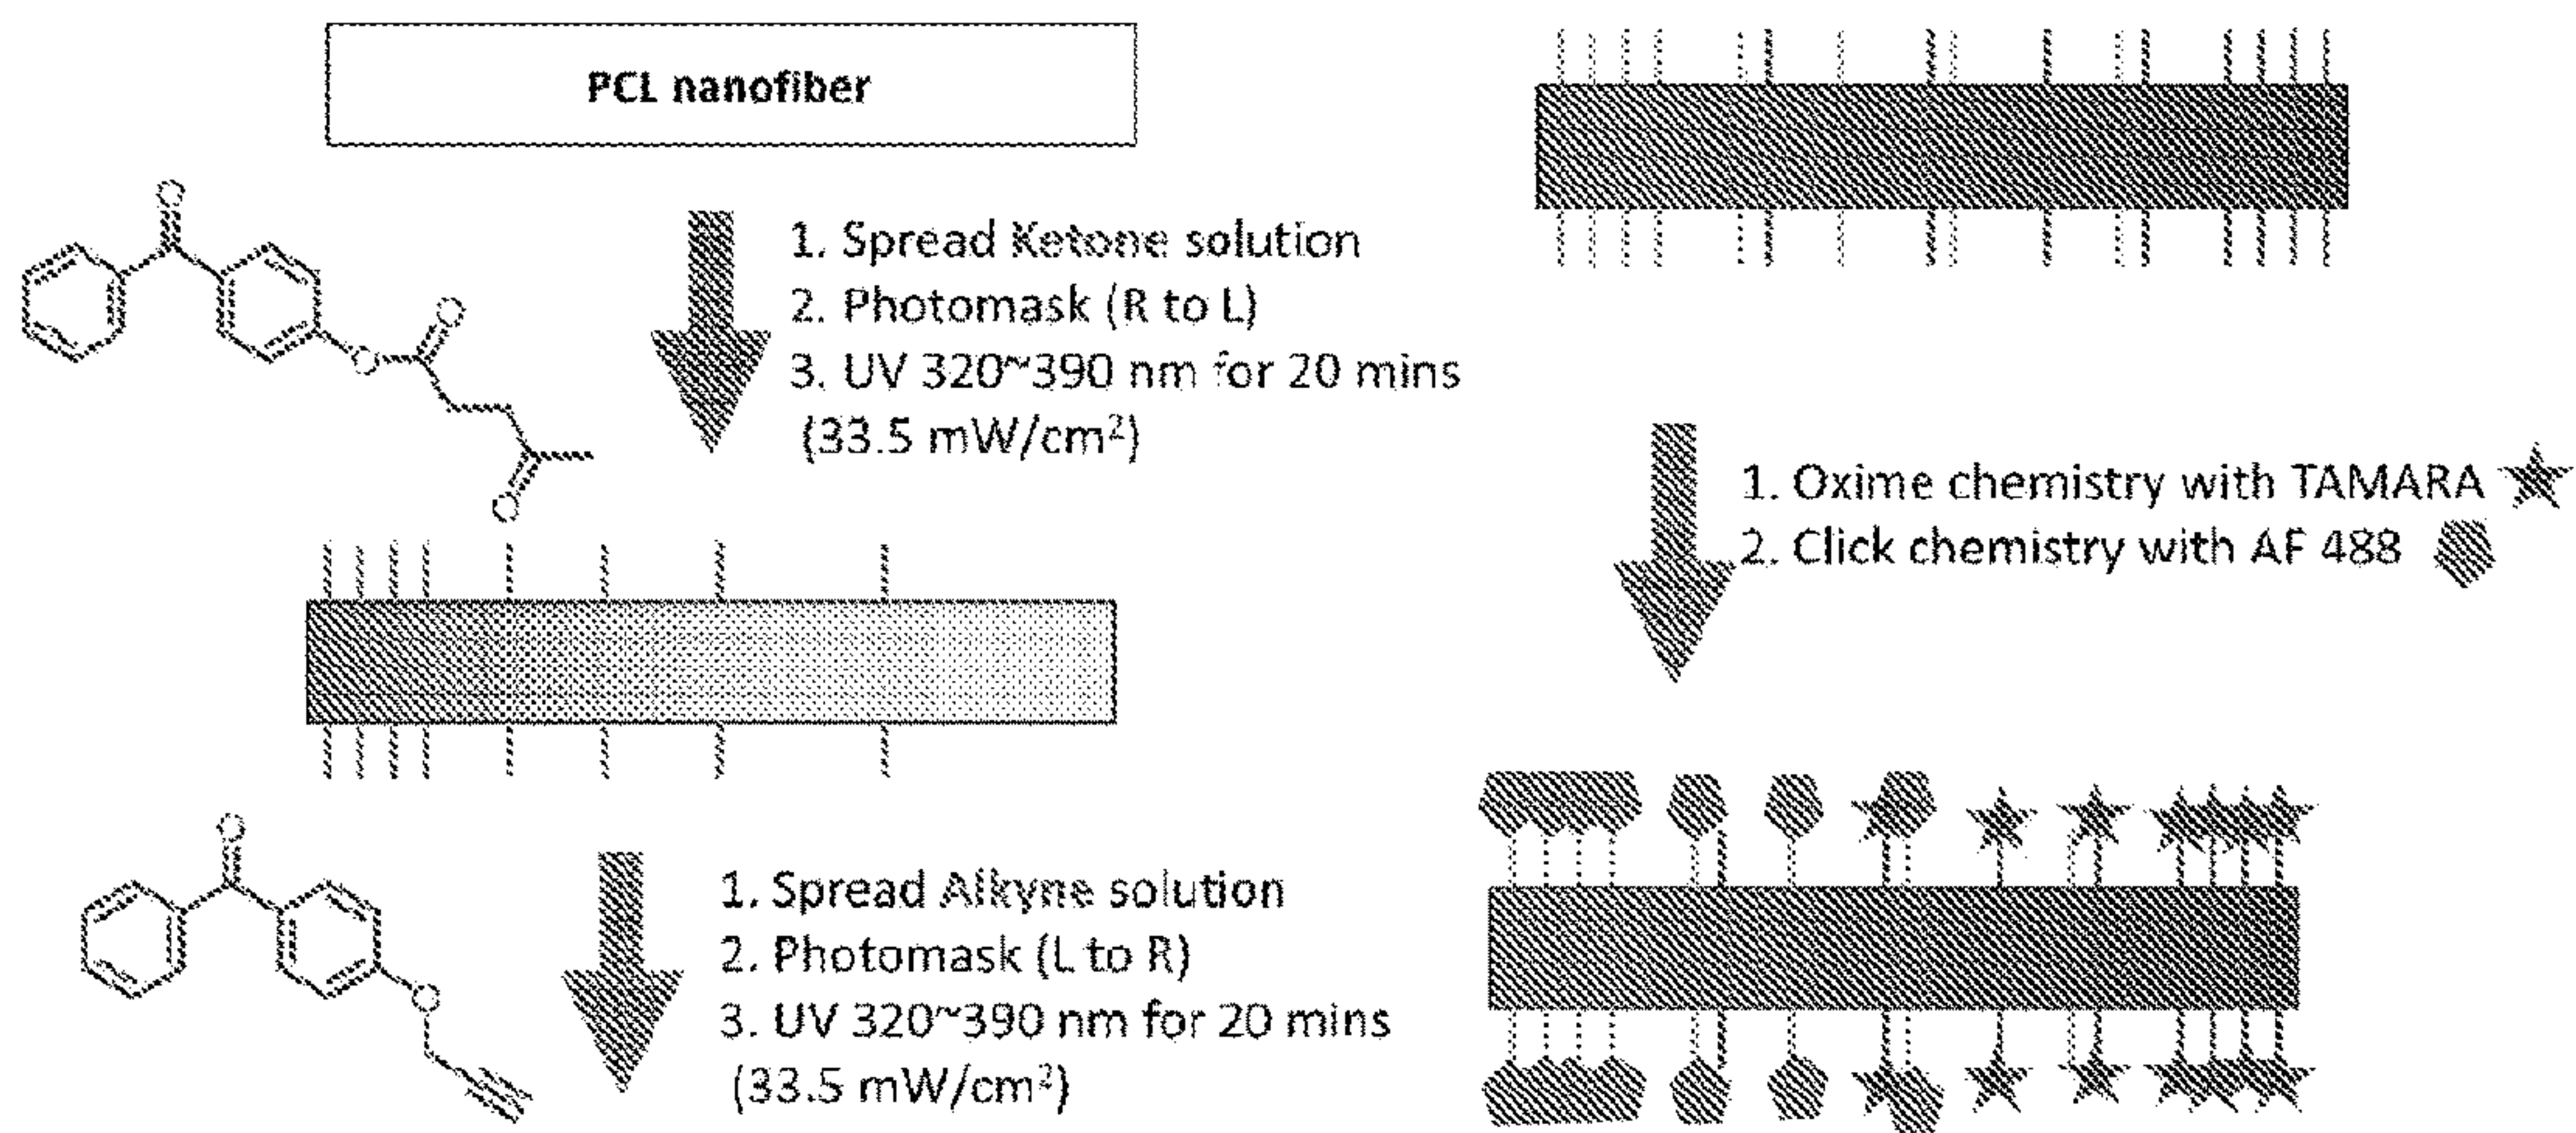 PCL nanofiber
1. Spread Ketone solution
2. Photomask (R to L)
3. UV 320~390 nm for 20 mins
(33.5 mW/cm²)
O
O
O
O
1. Spread Alkyne solution
2. Photomask (L to R)
3. UV 320~390 nm for 20 mins
(33.5 mW/cm²)
O
O
1. Oxime chemistry with TAMARA
2. Click chemistry with AF 488